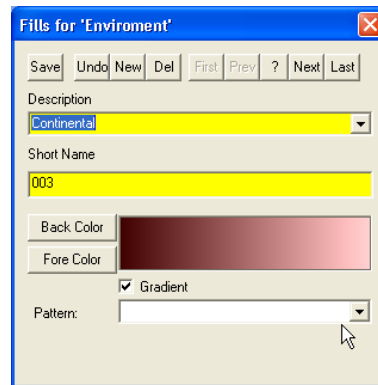 Fills for 'Enviroment'
Save Undo New Del First Prev ? Next Last
Description
Continental
Short Name
003
Back Color
Fore Color
Gradient
Pattern: